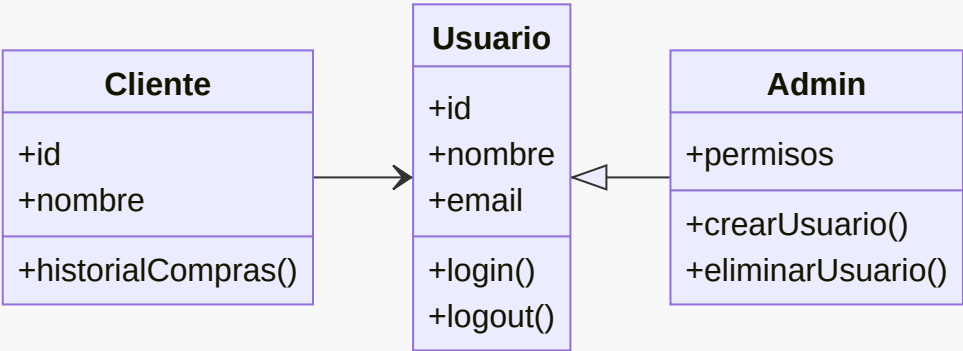 Cliente
+id
+nombre
+historialCompras()
Usuario
+id
+nombre
+email
+login()
+logout()
Admin
+permisos
+crearUsuario()
+eliminarUsuario()